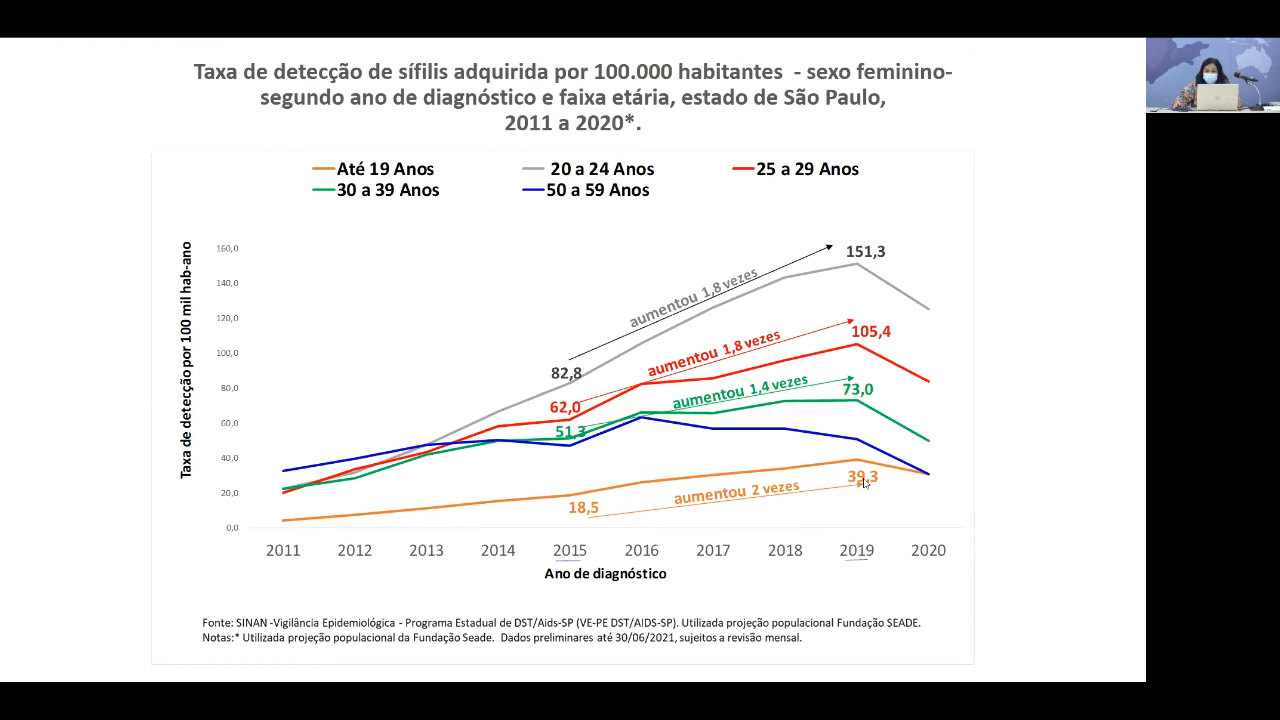 Taxa de detecção de sífilis adquirida por 100.000 habitantes - sexo feminino-
segundo ano de diagnóstico e faixa etária, estado de São Paulo,
2011 a 2020*.
Até 19 Anos
20 a 24 Anos
25 a 29 Anos
30 a 39 Anos
50 a 59 Anos
Taxa de detecção por 100 mil hab-ano
160,0
140,0
120,0
100,0
80,0
60,0
40,0
20,0
0,0
151,3
aumentou 1,8 vezes
82,8
105,4
aumentou 1,8 vezes
62,0
73,0
aumentou 1,4 vezes
51,3
39,3
aumentou 2 vezes
18,5
2011
2012
2013
2014
2015
2016
2017
2018
2019
2020
Ano de diagnóstico
Fonte: SINAN -Vigilância Epidemiológica - Programa Estadual de DST/Aids-SP (VE-PE DST/AIDS-SP). Utilizada projeção populacional Fundação SEADE.
Notas:* Utilizada projeção populacional da Fundação Seade. Dados preliminares até 30/06/2021, sujeitos a revisão mensal.